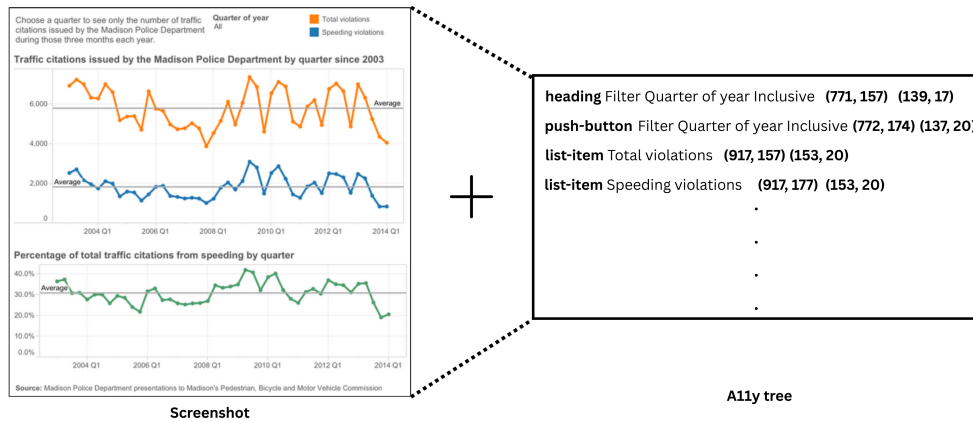 Choose a quarter to see only the number of traffic
citations issued by the Madison Police Department
during those three months each year.
Quarter of year
All
Total violations
Speeding violations
Traffic citations issued by the Madison Police Department by quarter since 2003
6,000
4,000
2,000
0
Average
Average
2004 Q1
2006 Q1
2008 Q1
2010 Q1
2012 Q1
2014 Q1
Percentage of total traffic citations from speeding by quarter
40.0%
30.0%
20.0%
10.0%
0.0%
Average
2004 Q1
2006 Q1
2008 Q1
2010 Q1
2012 Q1
2014 Q1
Source: Madison Police Department presentations to Madison's Pedestrian, Bicycle and Motor Vehicle Commission
Screenshot
+
heading Filter Quarter of year Inclusive (771, 157) (139, 17)
push-button Filter Quarter of year Inclusive (772, 174) (137, 20)
list-item Total violations (917, 157) (153, 20)
list-item Speeding violations (917, 177) (153, 20)
.
.
.
.
A11y tree